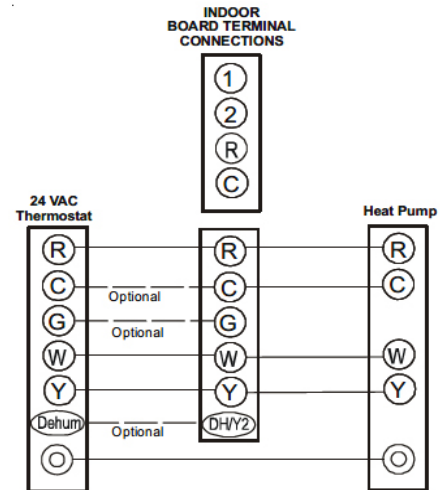 INDOOR
BOARD TERMINAL
CONNECTIONS
1
2
R
C
24 VAC
Thermostat
Heat Pump
R R R
C Optional C C
G Optional G
W W W
Y Y Y
Dehum Optional DH/Y2
O O